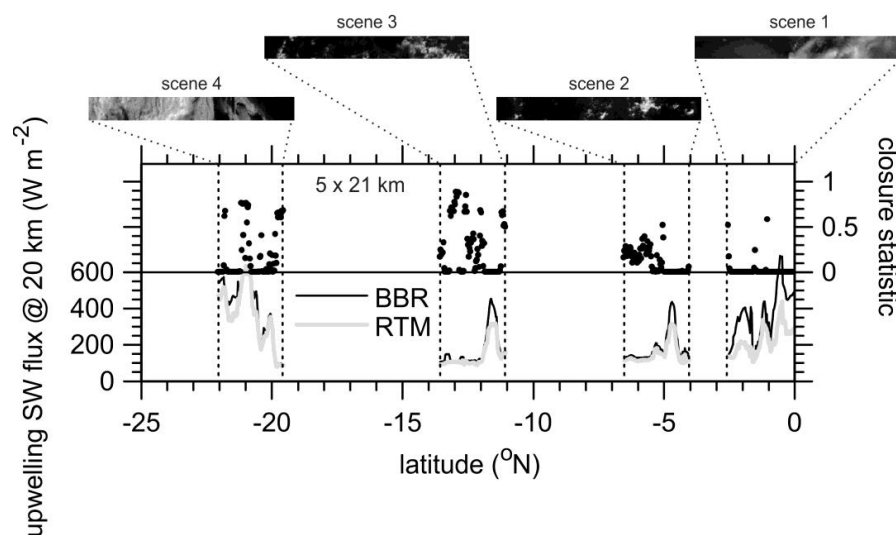 scene 3
scene 1
scene 4
scene 2
5 x 21 km
upwelling SW flux @ 20 km (W m⁻²)
closure statistic
1
0.5
0
600
400
200
0
BBR
RTM
-25
-20
-15
-10
-5
0
latitude (°N)